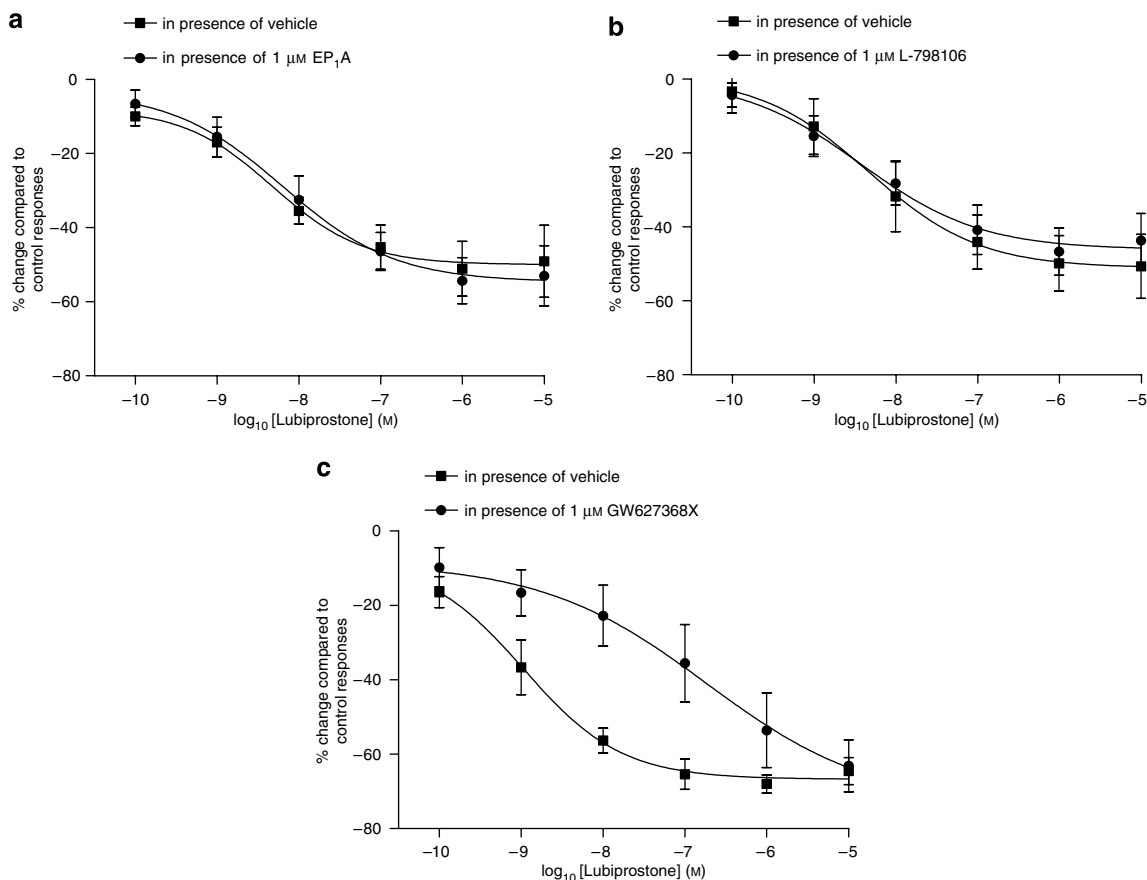 a
in presence of vehicle
in presence of 1 μM EP₁A
0
−20
−40
−60
−80
% change compared to
control responses
−10 −9 −8 −7 −6 −5
log₁₀ [Lubiprostone] (M)
b
in presence of vehicle
in presence of 1 μM L-798106
0
−20
−40
−60
−80
% change compared to
control responses
−10 −9 −8 −7 −6 −5
log₁₀ [Lubiprostone] (M)
c
in presence of vehicle
in presence of 1 μM GW627368X
0
−20
−40
−60
−80
% change compared to
control responses
−10 −9 −8 −7 −6 −5
log₁₀ [Lubiprostone] (M)